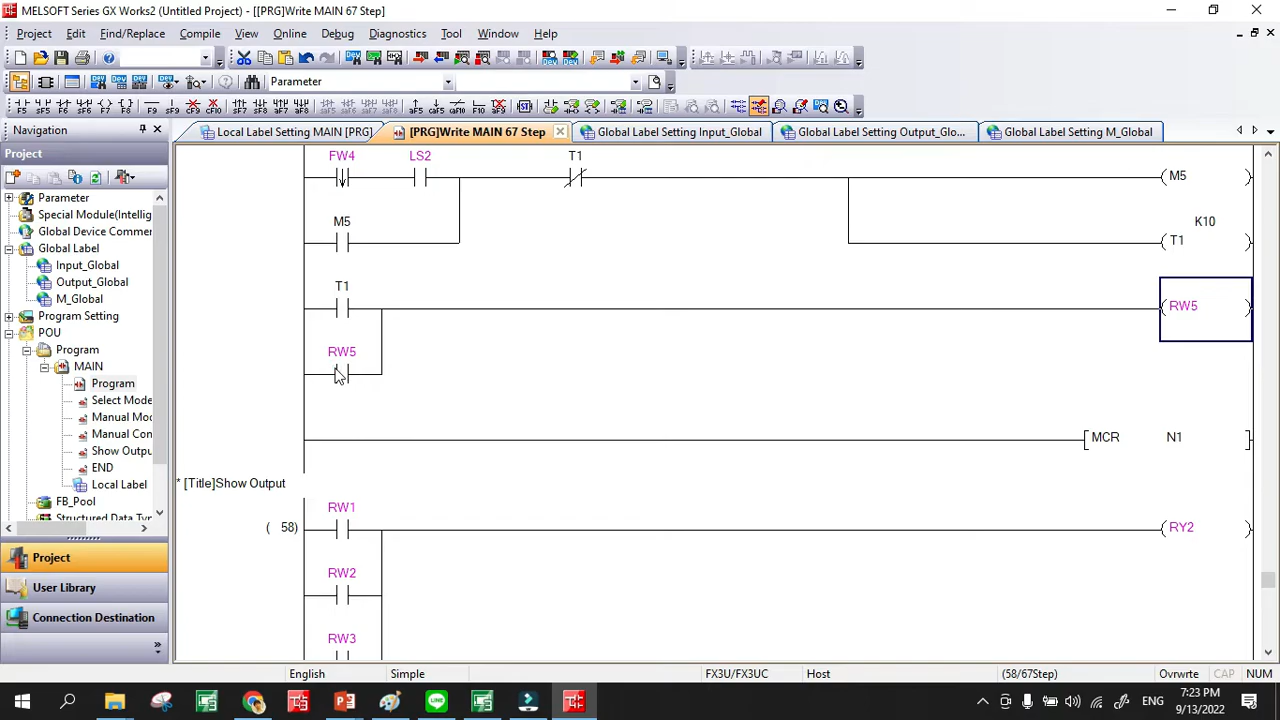 MELSOFT Series GX Works2 (Untitled Project) - [[PRG]Write MAIN 67 Step]
Project Edit Find/Replace Compile View Online Debug Diagnostics Tool Window Help
Parameter
Navigation
Local Label Setting MAIN [PRG] [PRG]Write MAIN 67 Step Global Label Setting Input_Global Global Label Setting Output_Glo... Global Label Setting M_Global
Project
Parameter
Special Module(Intellig
Global Device Commer
Global Label
Input_Global
Output_Global
M_Global
Program Setting
POU
Program
MAIN
Program
Select Mode
Manual Mo
Manual Con
Show Outpu
END
Local Label
FB_Pool
Structured Data Typ
Project
User Library
Connection Destination
FW4 LS2 T1
M5
M5
K10
T1
T1
RW5
RW5
MCR N1
* [Title]Show Output
RW1
( 58) RY2
RW2
RW3
English Simple FX3U/FX3UC Host (58/67Step) Ovrwrte CAP NUM
ENG 7:23 PM
9/13/2022